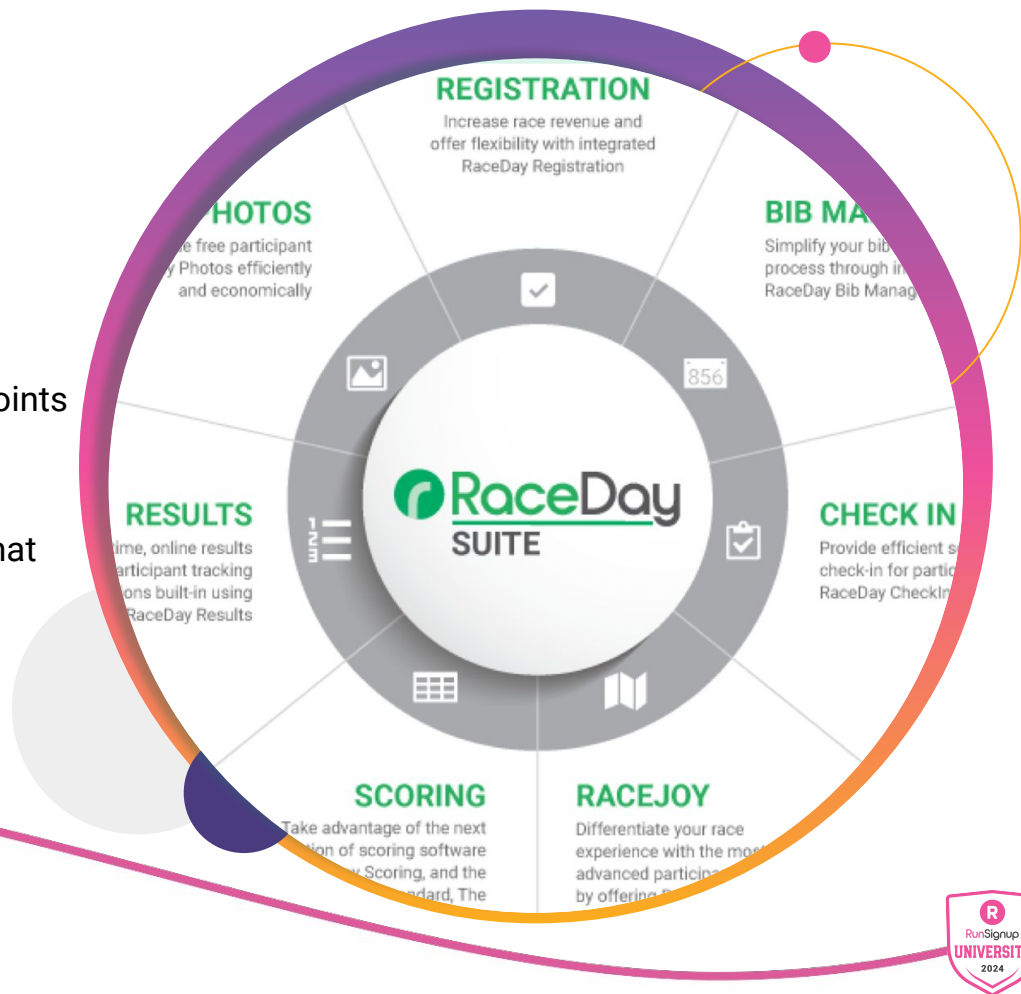 REGISTRATION
Increase race revenue and
offer flexibility with integrated
RaceDay Registration
HOTOS
e free participant
y Photos efficiently
and economically
BIB MA
Simplify your bib
process through in
RaceDay Bib Manag
856
oints
hat
RaceDay
SUITE
RESULTS
time, online results
articipant tracking
ons built-in using
RaceDay Results
1
2
3
CHECK IN
Provide efficient s
check-in for partic
RaceDay CheckIn
SCORING
Take advantage of the next
tion of scoring software
y Scoring, and the
ndard, The
RACEJOY
Differentiate your race
experience with the most
advanced participa
by offering
R
RunSignup
UNIVERSIT
2024